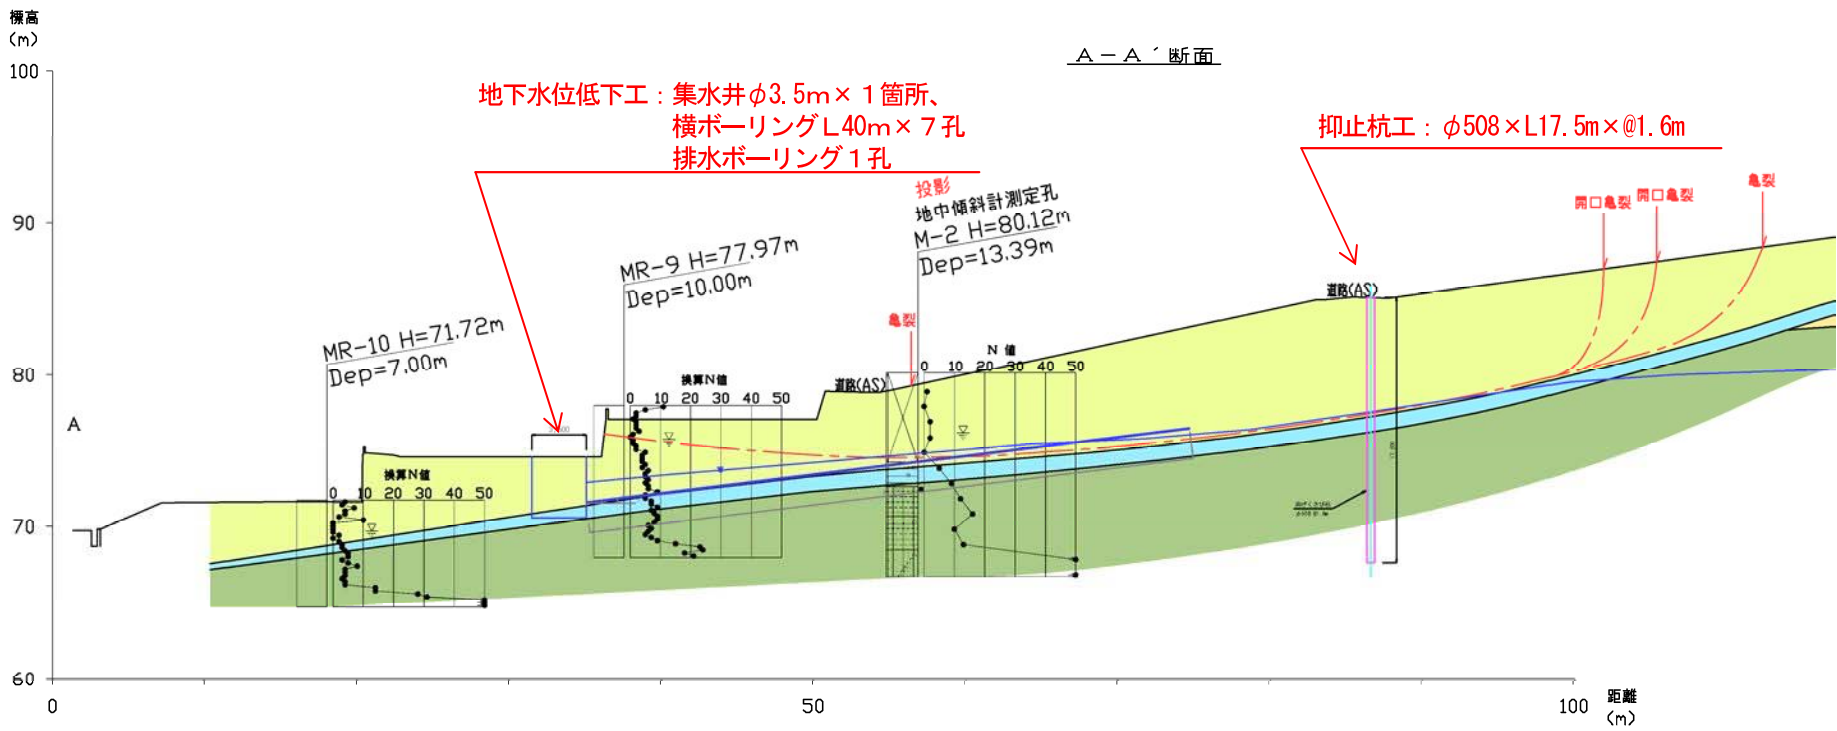 標高
(m)
100
90
80
70
60
A-A´断面
地下水位低下工：集水井φ3.5m×１箇所、
横ボーリングL40m×７孔
排水ボーリング１孔
抑止杭工：φ508×L17.5m×@1.6m
投影
地中傾斜計測定孔
M-2 H=80.12m
Dep=13.39m
MR-9 H=77.97m
Dep=10.00m
MR-10 H=71.72m
Dep=7.00m
開口亀裂
開口亀裂
亀裂
亀裂
道路(AS)
道路(AS)
N 値
0 10 20 30 40 50
換算N値
0 10 20 30 40 50
換算N値
0 10 20 30 40 50
A
0
50
100
距離
(m)